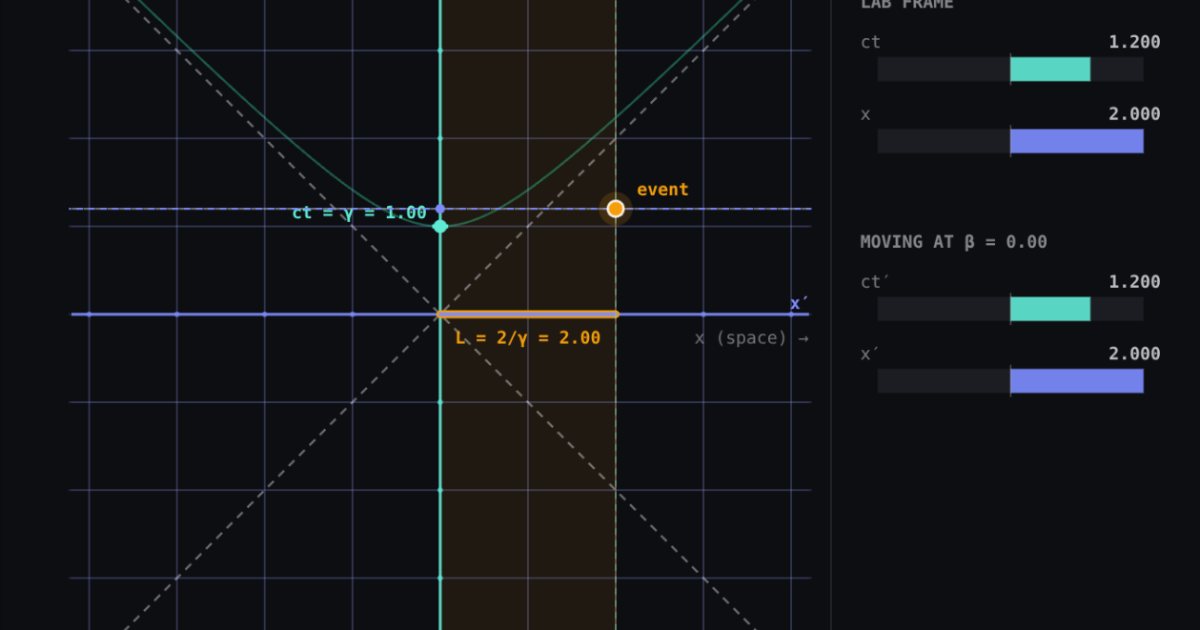 LAB FRAME
ct 1.200
x 2.000
event
ct = γ = 1.00
MOVING AT β = 0.00
ct′ 1.200
x′
L = 2/γ = 2.00
x (space) →
x′ 2.000